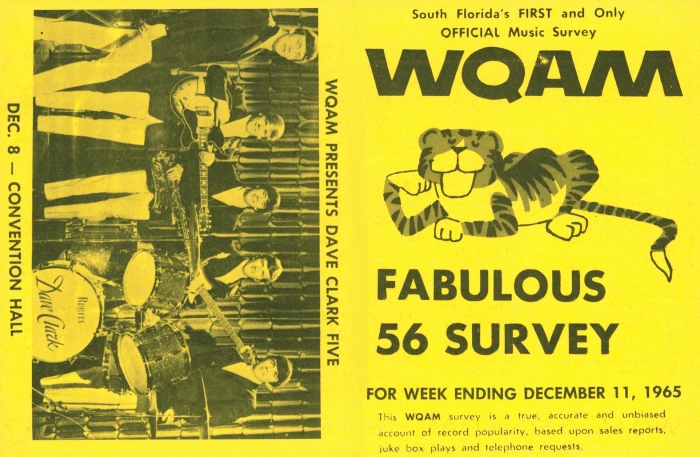 South Florida's FIRST and Only
OFFICIAL Music Survey
WQAM
FABULOUS
56 SURVEY
FOR WEEK ENDING DECEMBER 11, 1965
This WQAM survey is a true, accurate and unbiased
account of record popularity, based upon sales reports,
juke box plays and telephone requests.
WQAM PRESENTS DAVE CLARK FIVE
Dave Clark
DEC. 8 — CONVENTION HALL